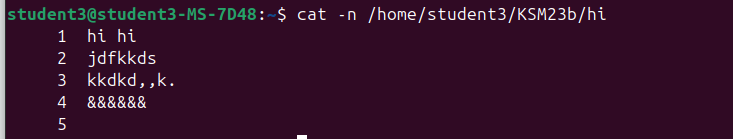 student3@student3-MS-7D48:~$ cat -n /home/student3/KSM23b/hi
     1  hi hi
     2  jdfkkds
     3  kkdkd,,k.
     4  &&&&&&
     5